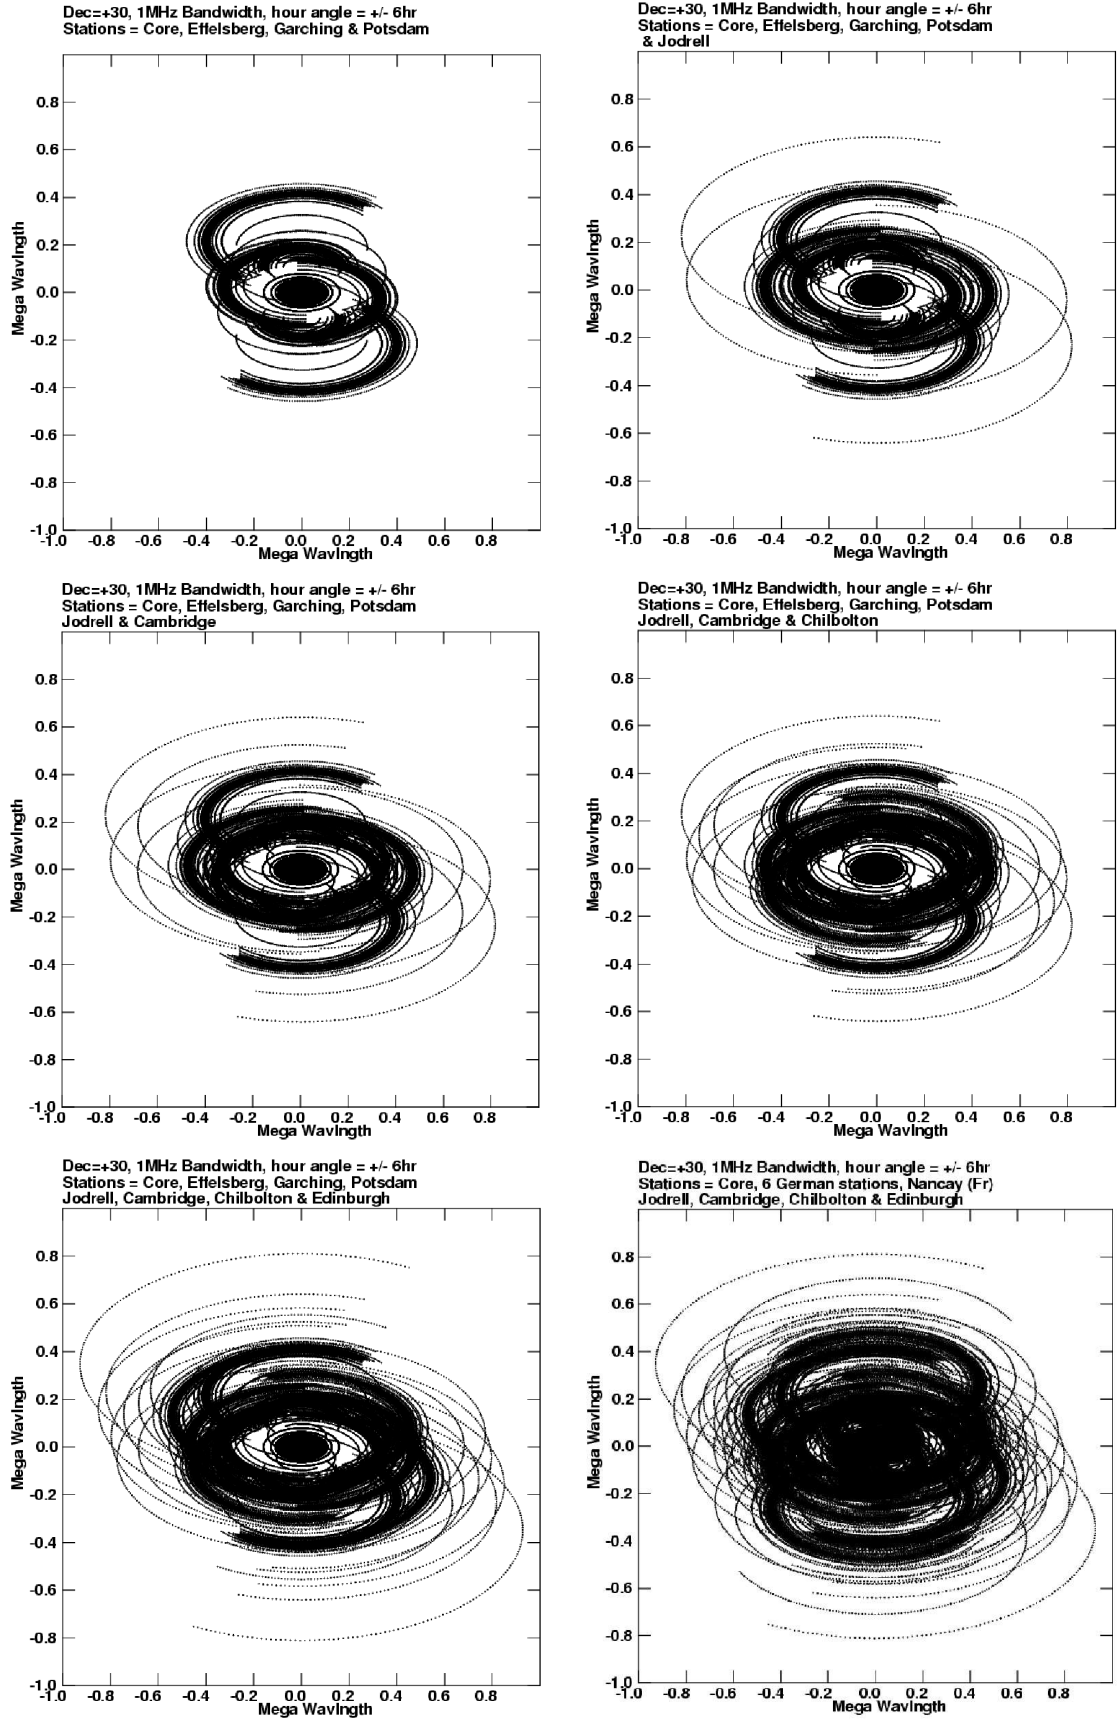 Dec=+30, 1MHz Bandwidth, hour angle = +/- 6hr
Stations = Core, Effelsberg, Garching & Potsdam
Mega Wavlngth
0.8
0.6
0.4
0.2
0.0
-0.2
-0.4
-0.6
-0.8
-1.0
-1.0 -0.8 -0.6 -0.4 -0.2 0.0 0.2 0.4 0.6 0.8
Mega Wavlngth
Dec=+30, 1MHz Bandwidth, hour angle = +/- 6hr
Stations = Core, Effelsberg, Garching, Potsdam
& Jodrell
Mega Wavlngth
0.8
0.6
0.4
0.2
0.0
-0.2
-0.4
-0.6
-0.8
-1.0
-1.0 -0.8 -0.6 -0.4 -0.2 0.0 0.2 0.4 0.6 0.8
Mega Wavlngth
Dec=+30, 1MHz Bandwidth, hour angle = +/- 6hr
Stations = Core, Effelsberg, Garching, Potsdam
Jodrell & Cambridge
Mega Wavlngth
0.8
0.6
0.4
0.2
0.0
-0.2
-0.4
-0.6
-0.8
-1.0
-1.0 -0.8 -0.6 -0.4 -0.2 0.0 0.2 0.4 0.6 0.8
Mega Wavlngth
Dec=+30, 1MHz Bandwidth, hour angle = +/- 6hr
Stations = Core, Effelsberg, Garching, Potsdam
Jodrell, Cambridge & Chilbolton
Mega Wavlngth
0.8
0.6
0.4
0.2
0.0
-0.2
-0.4
-0.6
-0.8
-1.0
-1.0 -0.8 -0.6 -0.4 -0.2 0.0 0.2 0.4 0.6 0.8
Mega Wavlngth
Dec=+30, 1MHz Bandwidth, hour angle = +/- 6hr
Stations = Core, Effelsberg, Garching, Potsdam
Jodrell, Cambridge, Chilbolton & Edinburgh
Mega Wavlngth
0.8
0.6
0.4
0.2
0.0
-0.2
-0.4
-0.6
-0.8
-1.0
-1.0 -0.8 -0.6 -0.4 -0.2 0.0 0.2 0.4 0.6 0.8
Mega Wavlngth
Dec=+30, 1MHz Bandwidth, hour angle = +/- 6hr
Stations = Core, 6 German stations, Nancay (Fr)
Jodrell, Cambridge, Chilbolton & Edinburgh
Mega Wavlngth
0.8
0.6
0.4
0.2
0.0
-0.2
-0.4
-0.6
-0.8
-1.0
-1.0 -0.8 -0.6 -0.4 -0.2 0.0 0.2 0.4 0.6 0.8
Mega Wavlngth